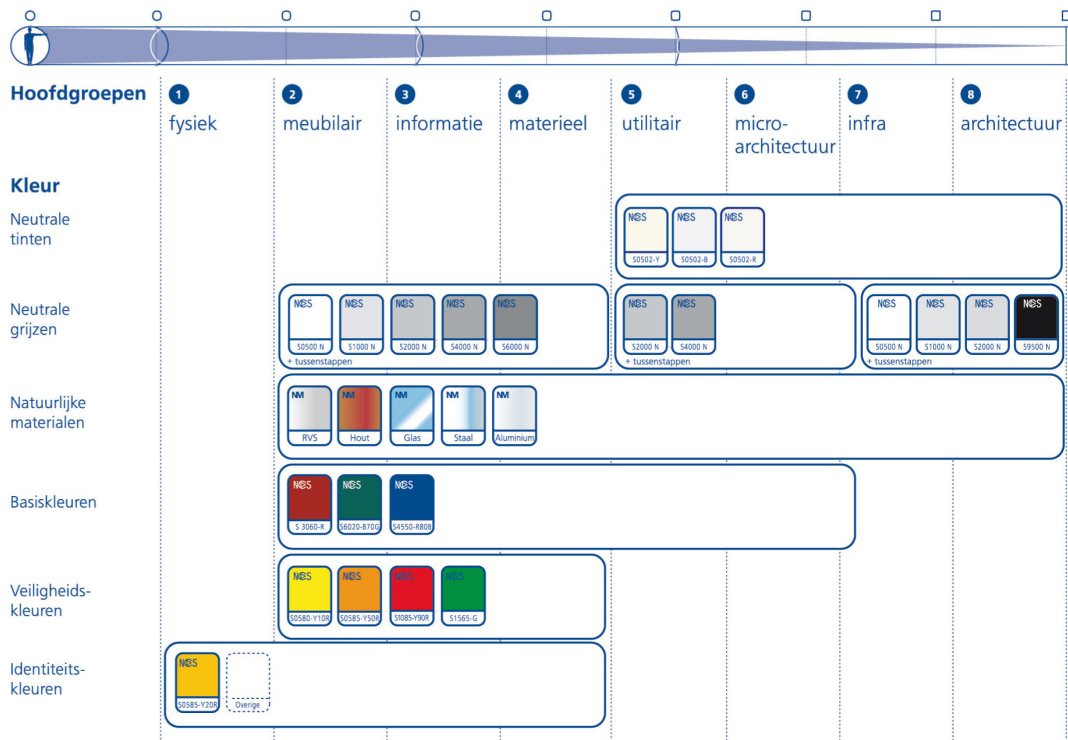 Hoofdgroepen
1
2
3
4
5
6
7
8
fysiek
meubilair
informatie
materieel
utilitair
micro-
architectuur
infra
architectuur
Kleur
Neutrale
tinten
NCS NCS NCS
S0502-Y S0502-B S0502-R
Neutrale
grijzen
NCS NCS NCS NCS NCS
S0500 N S1000 N S2000 N S4000 N S6000 N
+ tussenstappen
NCS NCS
S2000 N S4000 N
+ tussenstappen
NCS NCS NCS NCS
S0500 N S1000 N S2000 N S9500 N
+ tussenstappen
Natuurlijke
materialen
NM NM NM NM NM
RVS Hout Glas Staal Aluminium
Basiskleuren
NCS NCS NCS
S 3060-R S6020-B70G S4550-R80B
Veiligheids-
kleuren
NCS NCS NCS NCS
S0580-Y10R S0585-Y50R S1085-Y90R S1565-G
Identiteits-
kleuren
NCS
S0585-Y20R Overige